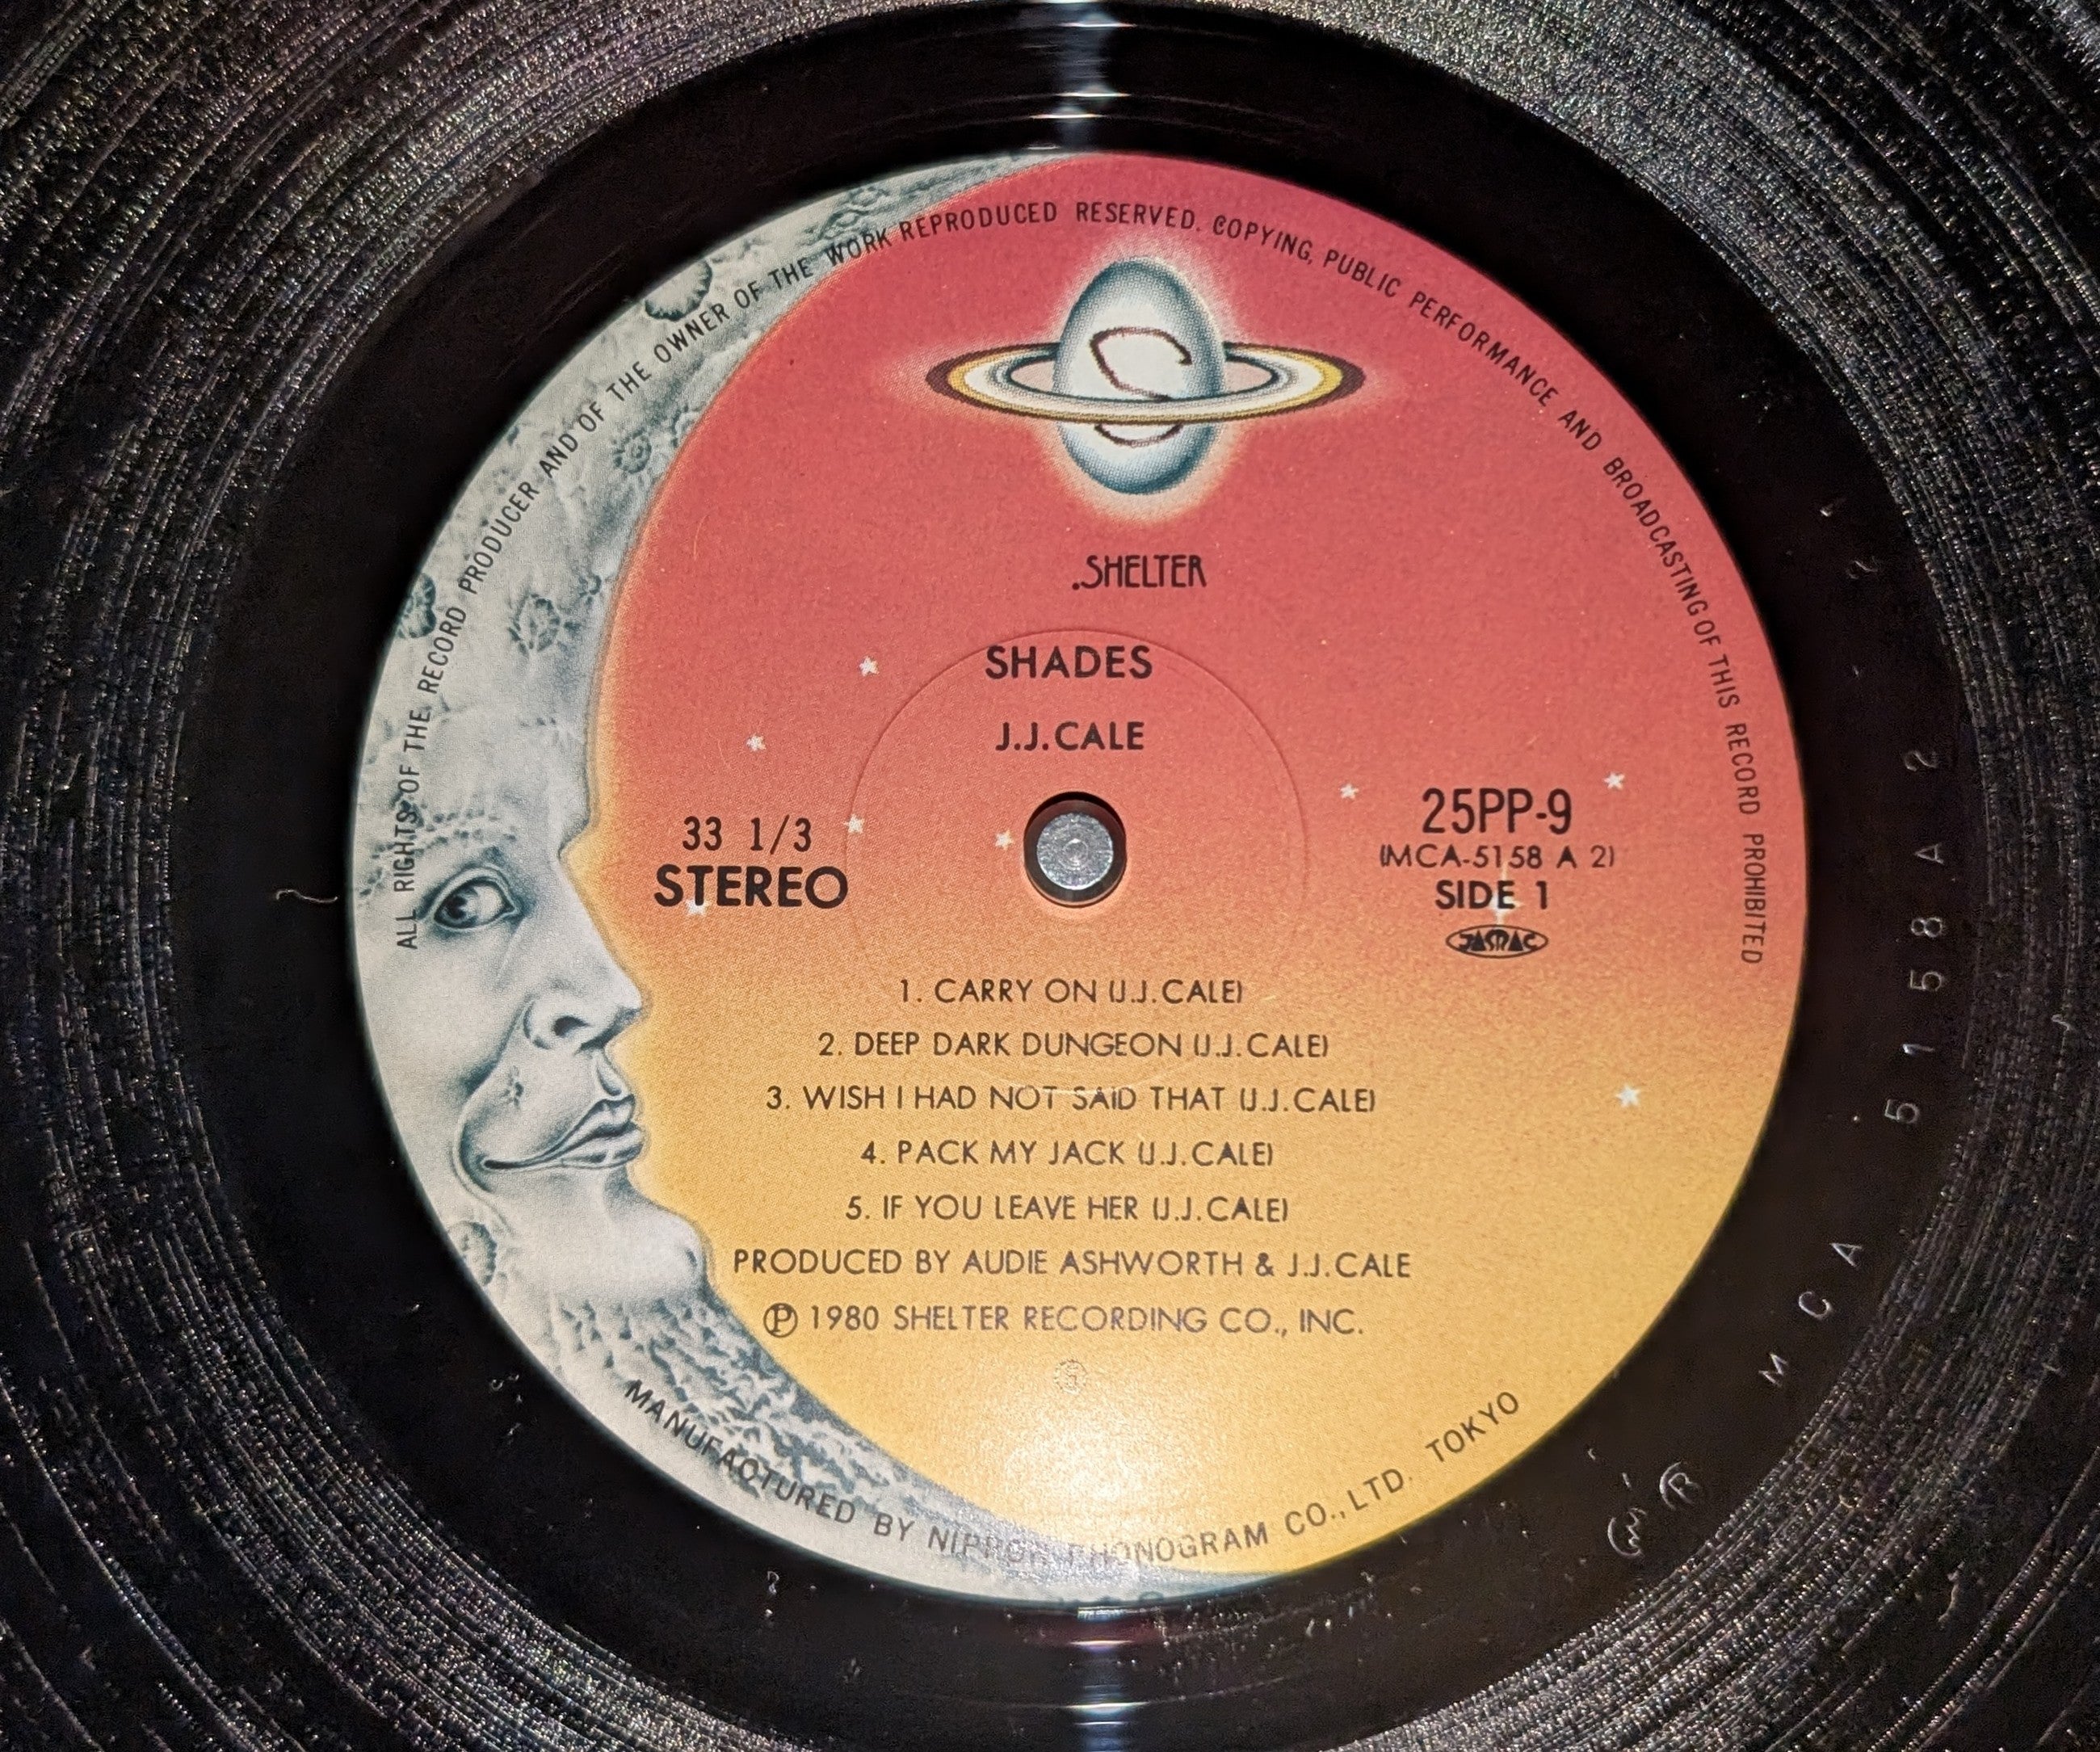 ALL RIGHTS OF THE RECORD PRODUCER AND OF THE OWNER OF THE WORK REPRODUCED RESERVED. COPYING, PUBLIC PERFORMANCE AND BROADCASTING OF THIS RECORD PROHIBITED
.SHELTER
SHADES
J.J.CALE
33 1/3
STEREO
25PP-9
(MCA-5158 A 2)
SIDE 1
JASRAC
1. CARRY ON (J.J.CALE)
2. DEEP DARK DUNGEON (J.J.CALE)
3. WISH I HAD NOT SAID THAT (J.J.CALE)
4. PACK MY JACK (J.J.CALE)
5. IF YOU LEAVE HER (J.J.CALE)
PRODUCED BY AUDIE ASHWORTH & J.J.CALE
Ⓟ 1980 SHELTER RECORDING CO., INC.
MANUFACTURED BY NIPPON PHONOGRAM CO., LTD. TOKYO
MCA 5158 A 2
Ⓡ